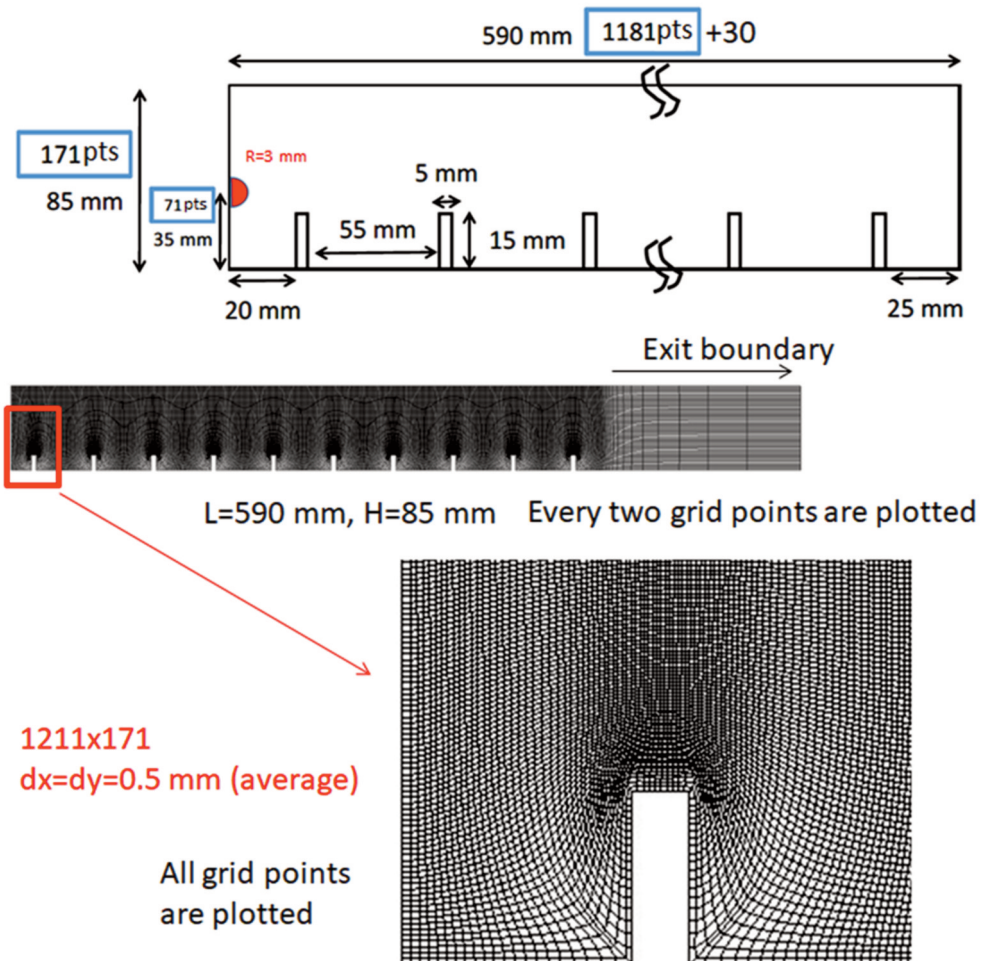 590 mm 1181pts +30
171pts
85 mm
R=3 mm
71pts
35 mm
5 mm
55 mm
15 mm
20 mm
25 mm
Exit boundary
L=590 mm, H=85 mm Every two grid points are plotted
1211x171
dx=dy=0.5 mm (average)
All grid points
are plotted